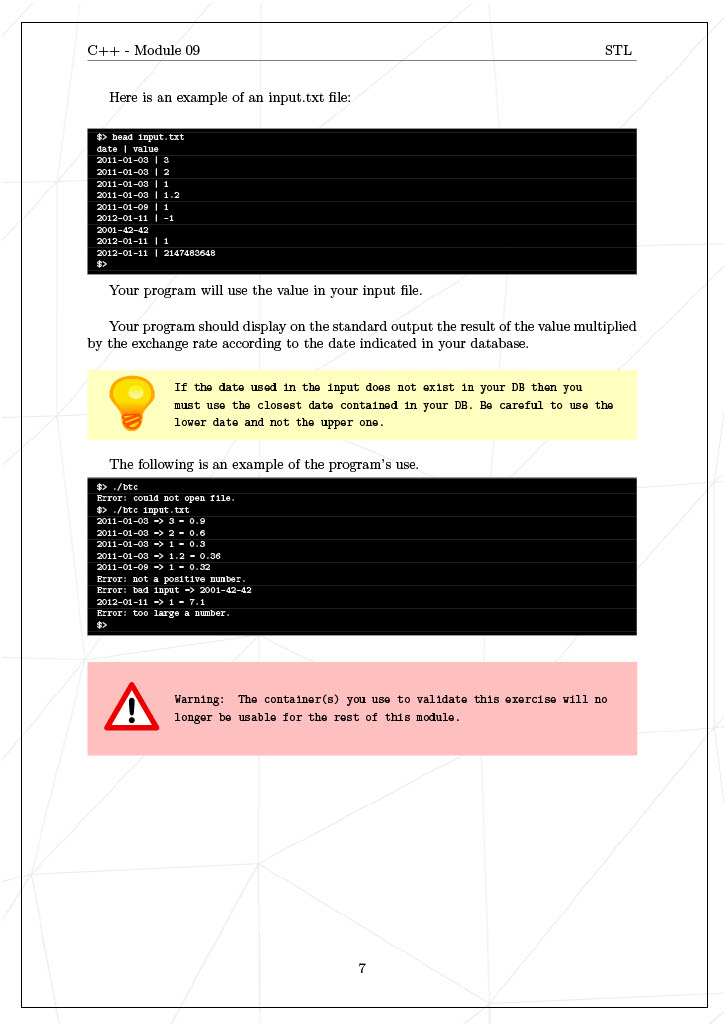 C++ - Module 09 STL
Here is an example of an input.txt file:
$> head input.txt
date | value
2011-01-03 | 3
2011-01-03 | 2
2011-01-03 | 1
2011-01-03 | 1.2
2011-01-09 | 1
2012-01-11 | -1
2001-42-42
2012-01-11 | 1
2012-01-11 | 2147483648
$>
Your program will use the value in your input file.
Your program should display on the standard output the result of the value multiplied
by the exchange rate according to the date indicated in your database.
If the date used in the input does not exist in your DB then you
must use the closest date contained in your DB. Be careful to use the
lower date and not the upper one.
The following is an example of the program's use.
$> ./btc
Error: could not open file.
$> ./btc input.txt
2011-01-03 => 3 = 0.9
2011-01-03 => 2 = 0.6
2011-01-03 => 1 = 0.3
2011-01-03 => 1.2 = 0.36
2011-01-09 => 1 = 0.32
Error: not a positive number.
Error: bad input => 2001-42-42
2012-01-11 => 1 = 7.1
Error: too large a number.
$>
Warning: The container(s) you use to validate this exercise will no
longer be usable for the rest of this module.
7